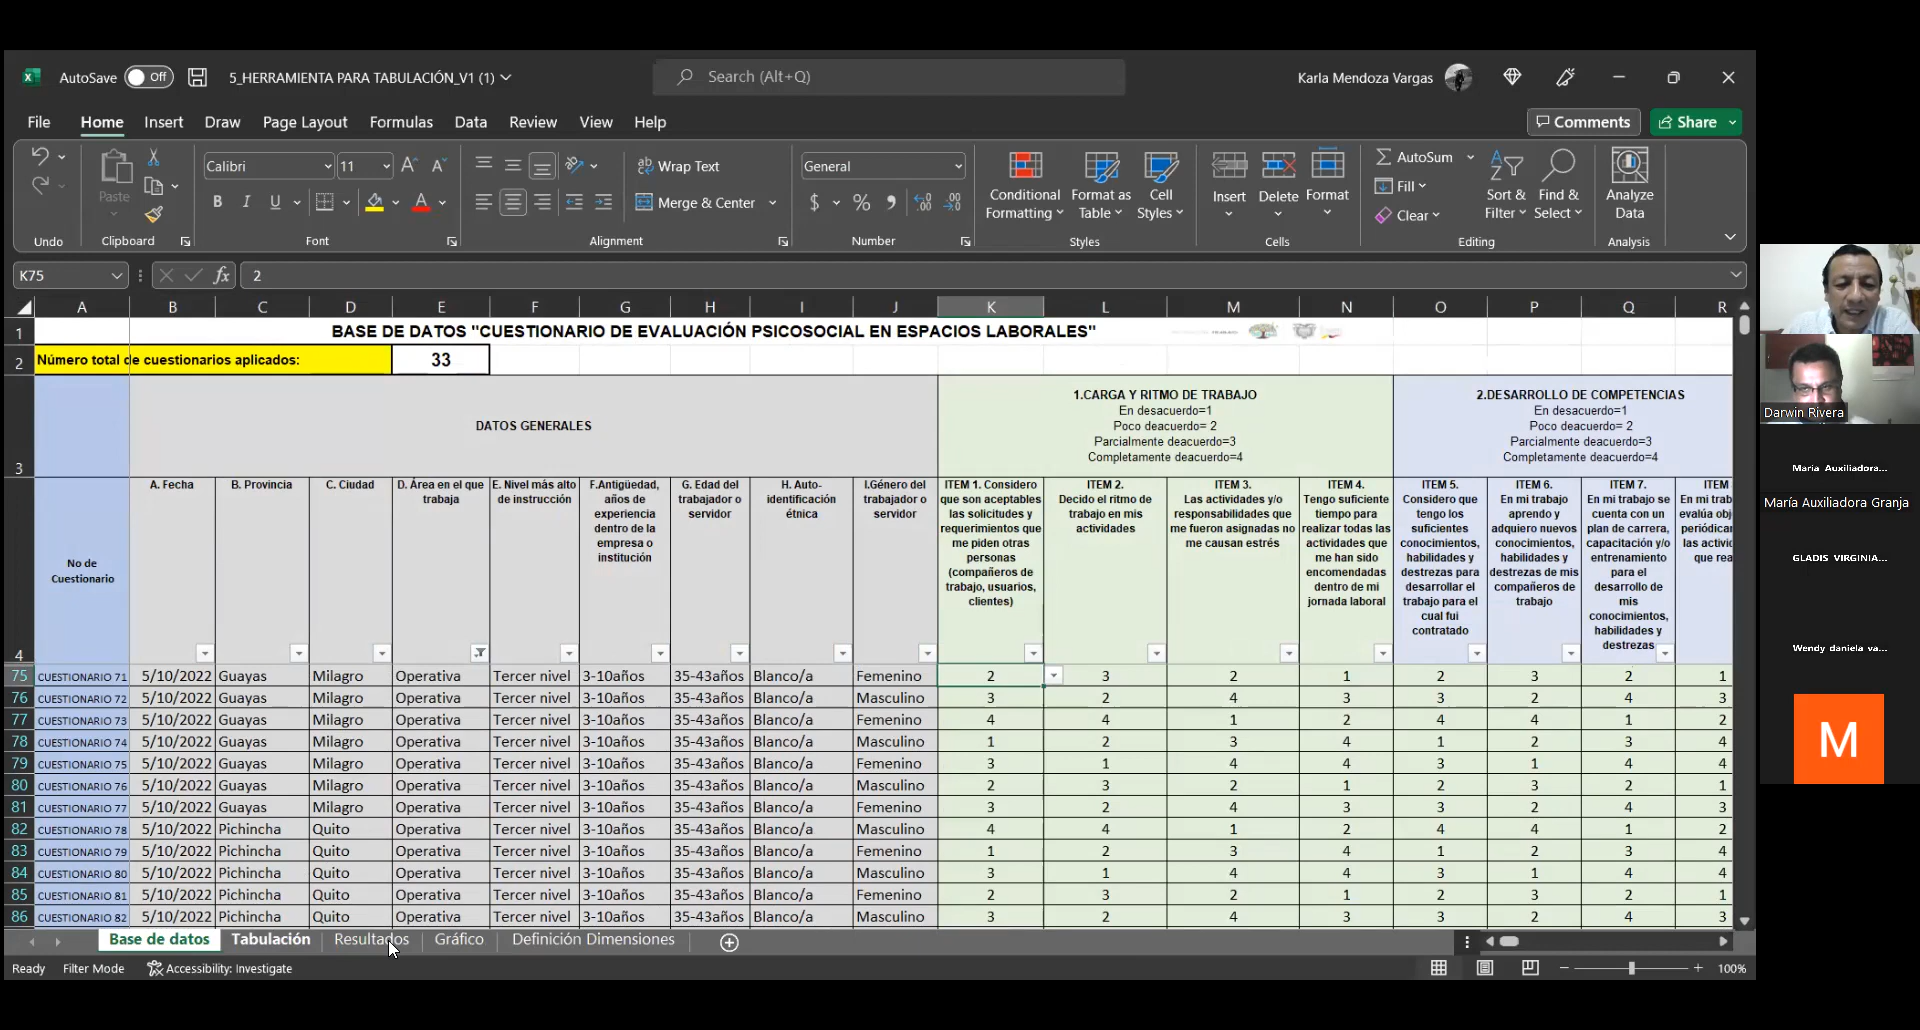 AutoSave Off 5_HERRAMIENTA PARA TABULACIÓN_V1 (1) Search (Alt+Q) Karla Mendoza Vargas
File Home Insert Draw Page Layout Formulas Data Review View Help Comments Share
Paste Calibri 11 Wrap Text General Conditional Formatting Format as Table Cell Styles Insert Delete Format AutoSum Fill Clear Sort & Filter Find & Select Analyze Data
B I U A Merge & Center $ %
Undo Clipboard Font Alignment Number Styles Cells Editing Analysis
K75 fx 2
A B C D E F G H I J K L M N O P Q R
1 BASE DE DATOS "CUESTIONARIO DE EVALUACIÓN PSICOSOCIAL EN ESPACIOS LABORALES"
2 Número total de cuestionarios aplicados: 33
3 DATOS GENERALES
1.CARGA Y RITMO DE TRABAJO
En desacuerdo=1
Poco deacuerdo= 2
Parcialmente deacuerdo=3
Completamente deacuerdo=4
2.DESARROLLO DE COMPETENCIAS
En desacuerdo=1
Poco deacuerdo= 2
Parcialmente deacuerdo=3
Completamente deacuerdo=4
4
No de Cuestionario
A. Fecha
B. Provincia
C. Ciudad
D. Área en el que trabaja
E. Nivel más alto de instrucción
F.Antigüedad, años de experiencia dentro de la empresa o institución
G. Edad del trabajador o servidor
H. Auto-identificación étnica
I.Género del trabajador o servidor
ITEM 1. Considero que son aceptables las solicitudes y requerimientos que me piden otras personas (compañeros de trabajo, usuarios, clientes)
ITEM 2. Decido el ritmo de trabajo en mis actividades
ITEM 3. Las actividades y/o responsabilidades que me fueron asignadas no me causan estrés
ITEM 4. Tengo suficiente tiempo para realizar todas las actividades que me han sido encomendadas dentro de mi jornada laboral
ITEM 5. Considero que tengo los suficientes conocimientos, habilidades y destrezas para desarrollar el trabajo para el cual fui contratado
ITEM 6. En mi trabajo aprendo y adquiero nuevos conocimientos, habilidades y destrezas de mis compañeros de trabajo
ITEM 7. En mi trabajo se cuenta con un plan de carrera, capacitación y/o entrenamiento para el desarrollo de mis conocimientos, habilidades y destrezas
ITEM En mi trab evalúa obj periódicar las activid que rea
75 CUESTIONARIO 71 5/10/2022 Guayas Milagro Operativa Tercer nivel 3-10años 35-43años Blanco/a Femenino 2 3 2 1 2 3 2 1
76 CUESTIONARIO 72 5/10/2022 Guayas Milagro Operativa Tercer nivel 3-10años 35-43años Blanco/a Masculino 3 2 4 3 3 2 4 3
77 CUESTIONARIO 73 5/10/2022 Guayas Milagro Operativa Tercer nivel 3-10años 35-43años Blanco/a Femenino 4 4 1 2 4 4 1 2
78 CUESTIONARIO 74 5/10/2022 Guayas Milagro Operativa Tercer nivel 3-10años 35-43años Blanco/a Masculino 1 2 3 4 1 2 3 4
79 CUESTIONARIO 75 5/10/2022 Guayas Milagro Operativa Tercer nivel 3-10años 35-43años Blanco/a Femenino 3 1 4 4 3 1 4 4
80 CUESTIONARIO 76 5/10/2022 Guayas Milagro Operativa Tercer nivel 3-10años 35-43años Blanco/a Masculino 2 3 2 1 2 3 2 1
81 CUESTIONARIO 77 5/10/2022 Guayas Milagro Operativa Tercer nivel 3-10años 35-43años Blanco/a Femenino 3 2 4 3 3 2 4 3
82 CUESTIONARIO 78 5/10/2022 Pichincha Quito Operativa Tercer nivel 3-10años 35-43años Blanco/a Masculino 4 4 1 2 4 4 1 2
83 CUESTIONARIO 79 5/10/2022 Pichincha Quito Operativa Tercer nivel 3-10años 35-43años Blanco/a Femenino 1 2 3 4 1 2 3 4
84 CUESTIONARIO 80 5/10/2022 Pichincha Quito Operativa Tercer nivel 3-10años 35-43años Blanco/a Masculino 3 1 4 4 3 1 4 4
85 CUESTIONARIO 81 5/10/2022 Pichincha Quito Operativa Tercer nivel 3-10años 35-43años Blanco/a Femenino 2 3 2 1 2 3 2 1
86 CUESTIONARIO 82 5/10/2022 Pichincha Quito Operativa Tercer nivel 3-10años 35-43años Blanco/a Masculino 3 2 4 3 3 2 4 3
Base de datos Tabulación Resultados Gráfico Definición Dimensiones
Ready Filter Mode Accessibility: Investigate 100%
Darwin Rivera
Maria Auxiliadora...
María Auxiliadora Granja
GLADIS VIRGINIA...
Wendy daniela va...
M